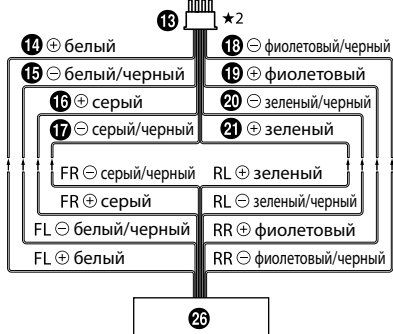 13 ★2
14 ⊕ белый 18 ⊖ фиолетовый/черный
15 ⊖ белый/черный 19 ⊕ фиолетовый
16 ⊕ серый 20 ⊖ зеленый/черный
17 ⊖ серый/черный 21 ⊕ зеленый
FR ⊖ серый/черный RL ⊕ зеленый
FR ⊕ серый RL ⊖ зеленый/черный
FL ⊖ белый/черный RR ⊕ фиолетовый
FL ⊕ белый RR ⊖ фиолетовый/черный
26